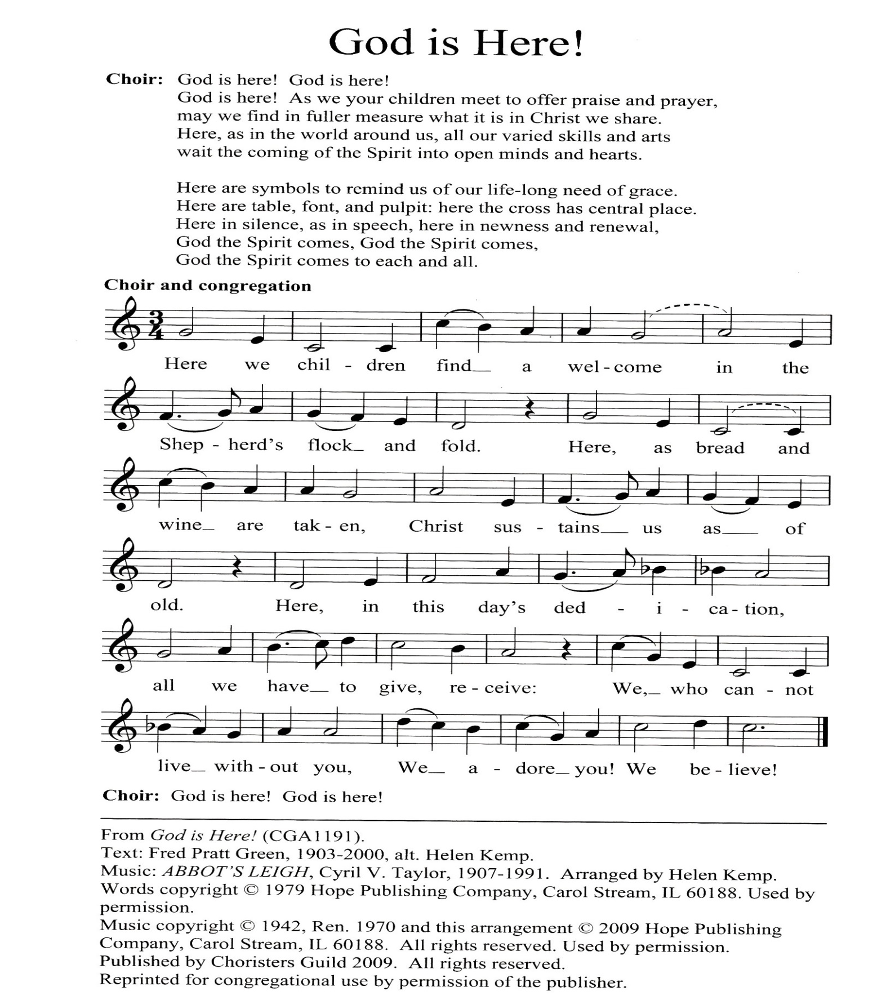 God is Here!
Choir: God is here! God is here!
God is here! As we your children meet to offer praise and prayer,
may we find in fuller measure what it is in Christ we share.
Here, as in the world around us, all our varied skills and arts
wait the coming of the Spirit into open minds and hearts.
Here are symbols to remind us of our life-long need of grace.
Here are table, font, and pulpit: here the cross has central place.
Here in silence, as in speech, here in newness and renewal,
God the Spirit comes, God the Spirit comes,
God the Spirit comes to each and all.
Choir and congregation
3
4
Here we chil - dren find_ a wel - come in the
Shep - herd's flock_ and fold. Here, as bread and
wine_ are tak - en, Christ sus - tains_ us as_ of
old. Here, in this day's ded - i - ca - tion,
all we have_ to give, re - ceive: We,_ who can - not
live_ with - out you, We_ a - dore_ you! We be - lieve!
Choir: God is here! God is here!
From God is Here! (CGA1191).
Text: Fred Pratt Green, 1903-2000, alt. Helen Kemp.
Music: ABBOT'S LEIGH, Cyril V. Taylor, 1907-1991. Arranged by Helen Kemp.
Words copyright © 1979 Hope Publishing Company, Carol Stream, IL 60188. Used by
permission.
Music copyright © 1942, Ren. 1970 and this arrangement © 2009 Hope Publishing
Company, Carol Stream, IL 60188. All rights reserved. Used by permission.
Published by Choristers Guild 2009. All rights reserved.
Reprinted for congregational use by permission of the publisher.